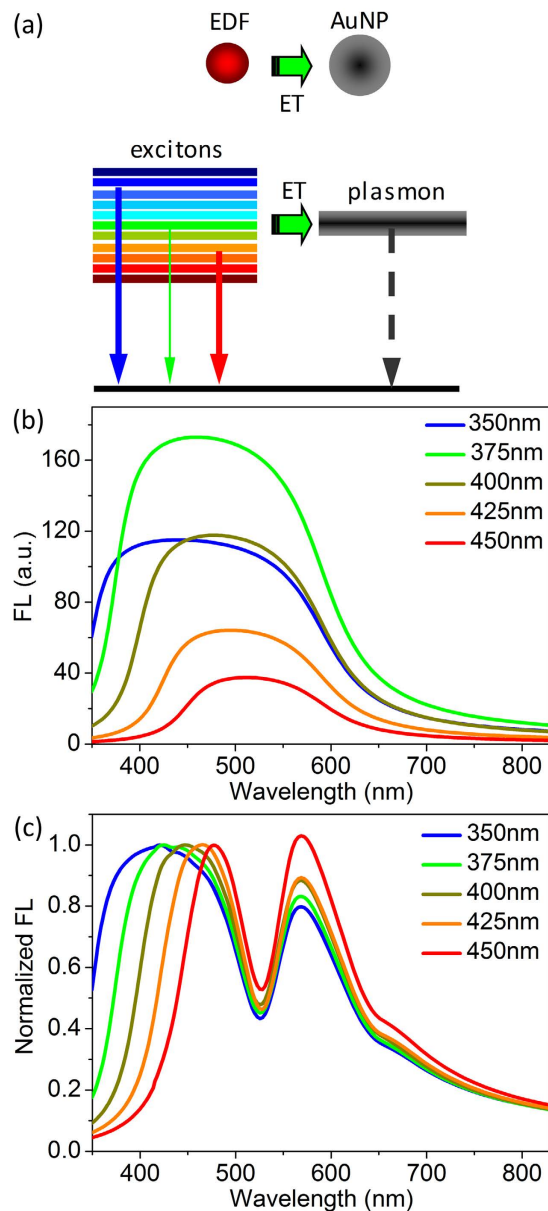 (a)
EDF AuNP
ET
excitons
ET
plasmon
(b)
350nm
375nm
400nm
425nm
450nm
160
120
80
40
0
FL (a.u.)
400 500 600 700 800
Wavelength (nm)
(c)
350nm
375nm
400nm
425nm
450nm
1.0
0.8
0.6
0.4
0.2
0.0
Normalized FL
400 500 600 700 800
Wavelength (nm)